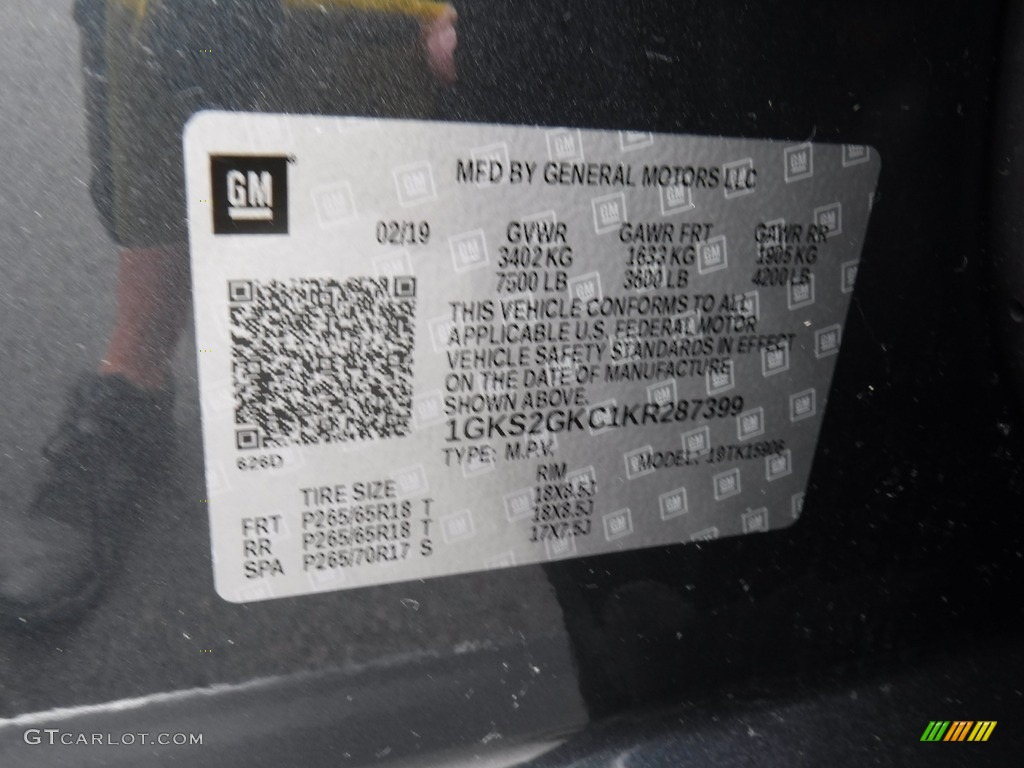 GM
MFD BY GENERAL MOTORS LLC
02/19 GVWR GAWR FRT GAWR RR
3402 KG 1633 KG 1905 KG
7500 LB 3600 LB 4200 LB
THIS VEHICLE CONFORMS TO ALL
APPLICABLE U.S. FEDERAL MOTOR
VEHICLE SAFETY STANDARDS IN EFFECT
ON THE DATE OF MANUFACTURE
SHOWN ABOVE.
1GKS2GKC1KR287399
626D
TYPE: M.P.V. MODEL: 19TK15906
TIRE SIZE RIM
FRT P265/65R18 T 18X8.5J
RR P265/65R18 T 18X8.5J
SPA P265/70R17 S 17X7.5J
GTCARLOT.COM